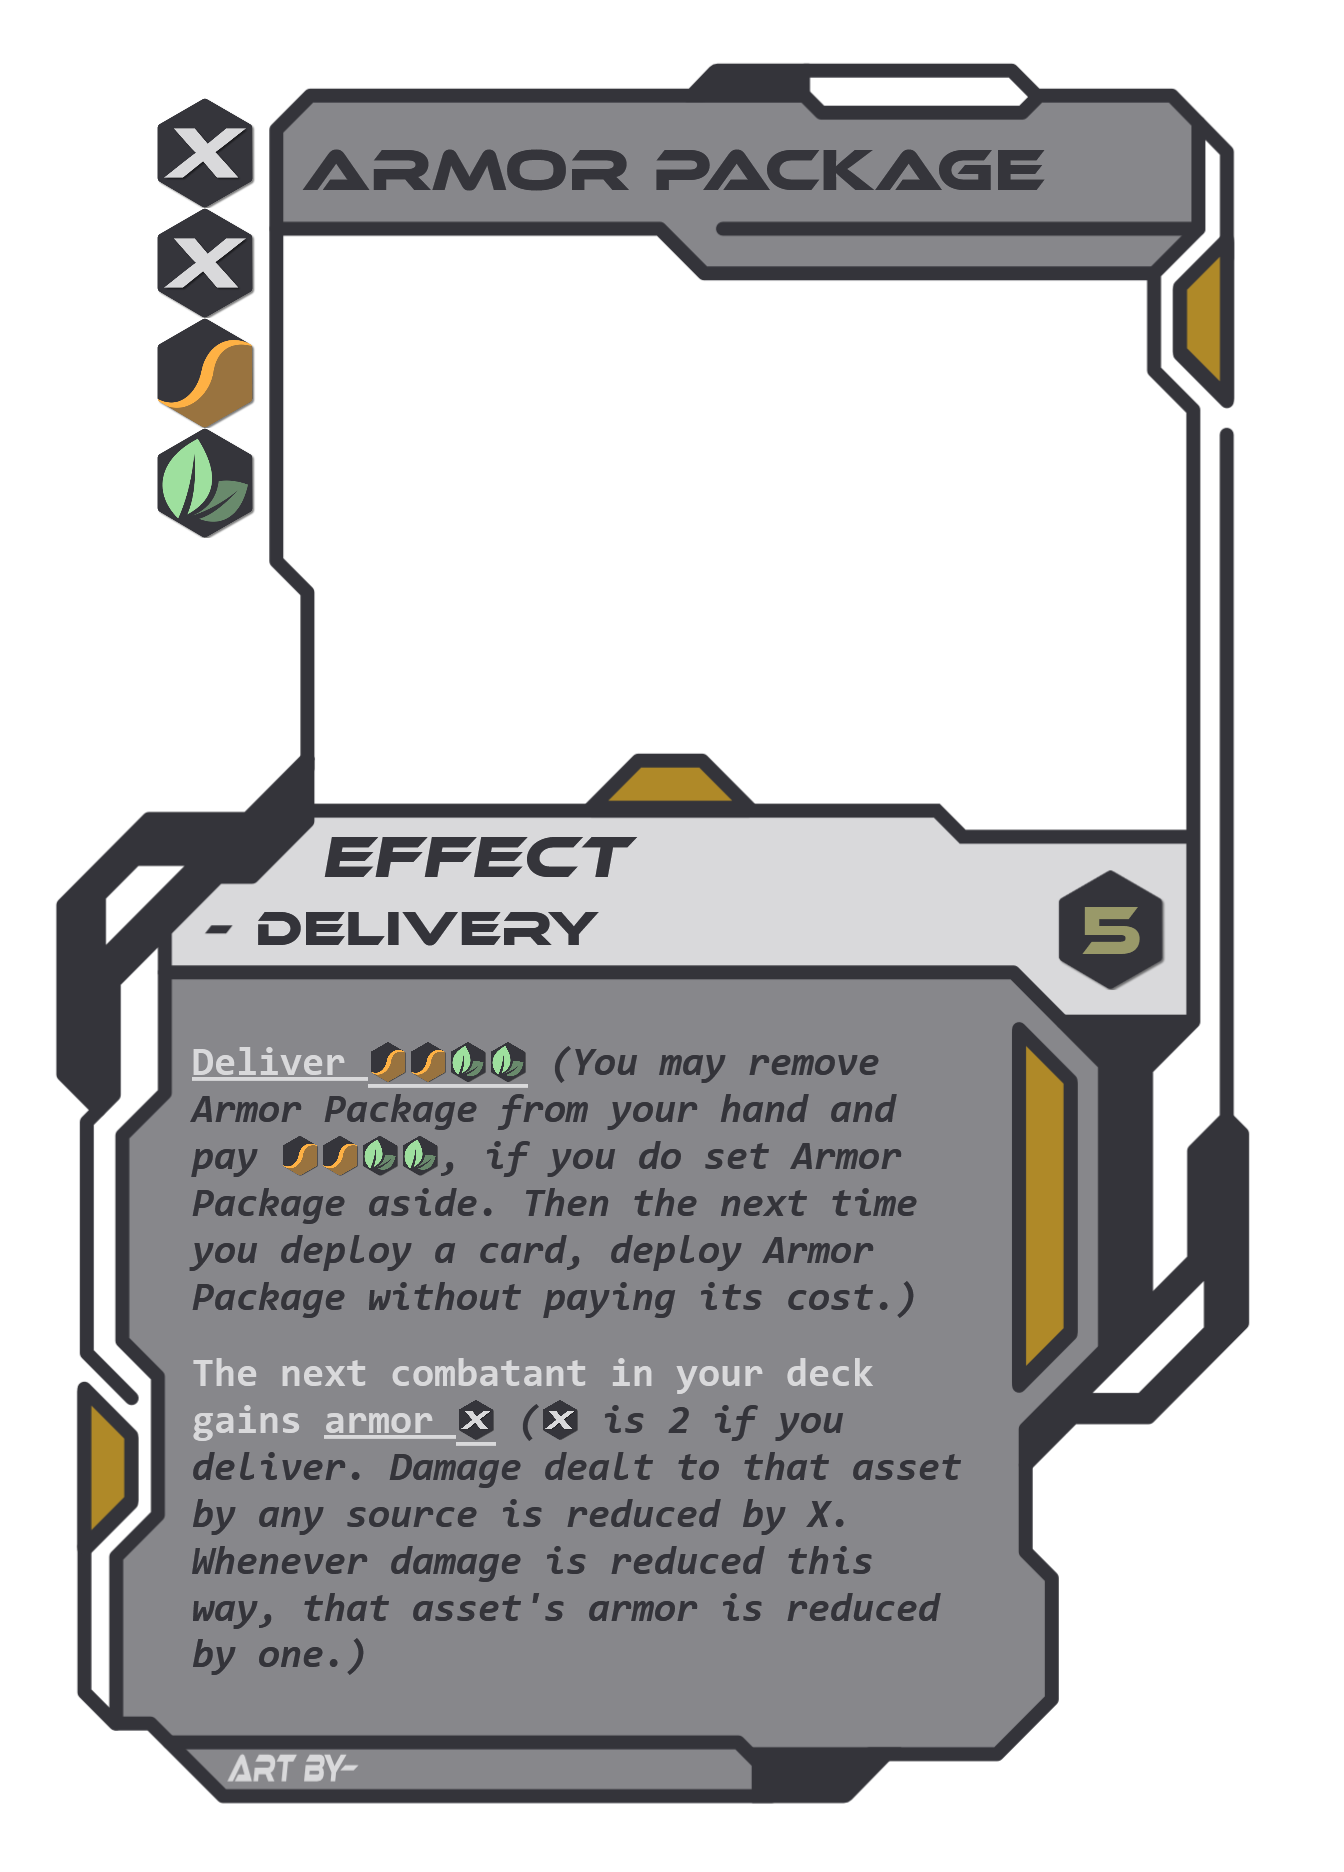 X
ARMOR PACKAGE
X
EFFECT
- DELIVERY
5
Deliver (You may remove
Armor Package from your hand and
pay , if you do set Armor
Package aside. Then the next time
you deploy a card, deploy Armor
Package without paying its cost.)
The next combatant in your deck
gains armor X (X is 2 if you
deliver. Damage dealt to that asset
by any source is reduced by X.
Whenever damage is reduced this
way, that asset's armor is reduced
by one.)
ART BY-